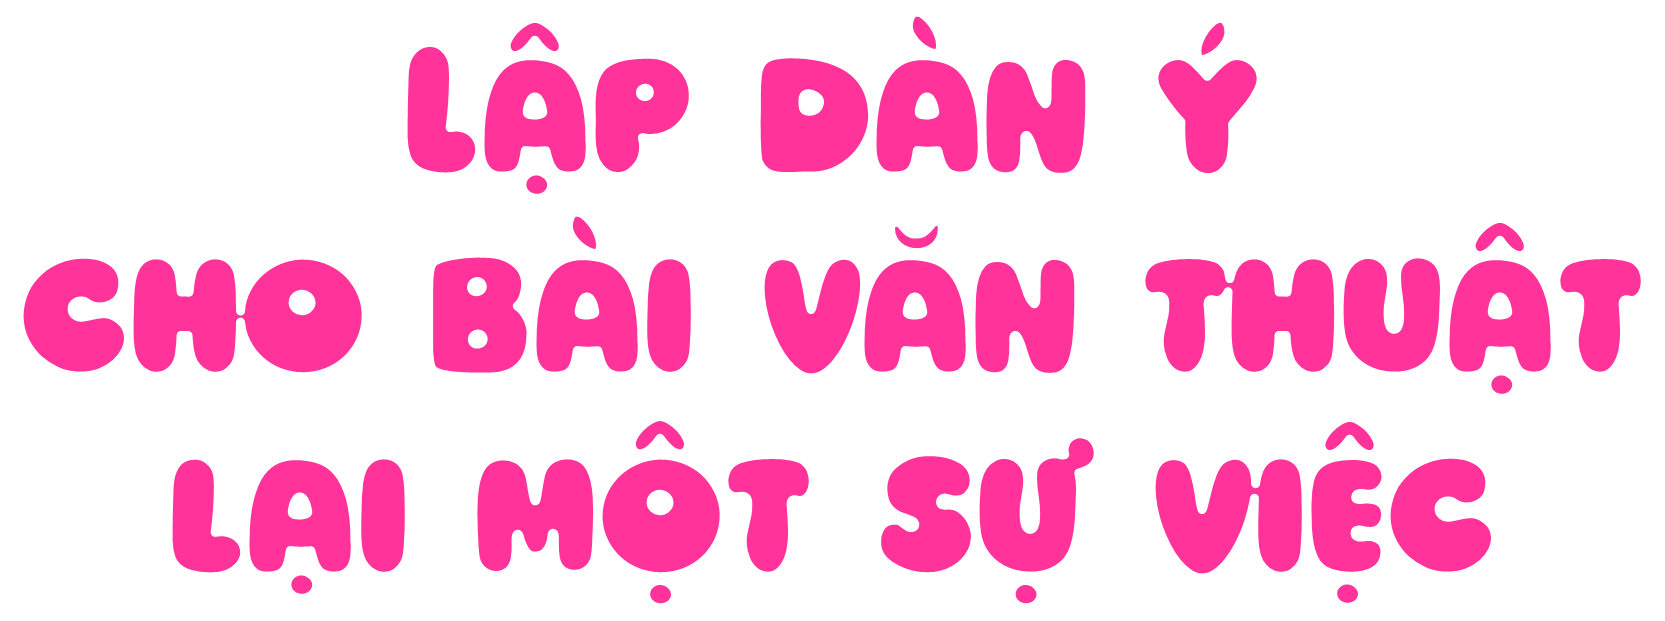 LẬP DÀN Ý
CHO BÀI VĂN THUẬT
LẠI MỘT SỰ VIỆC